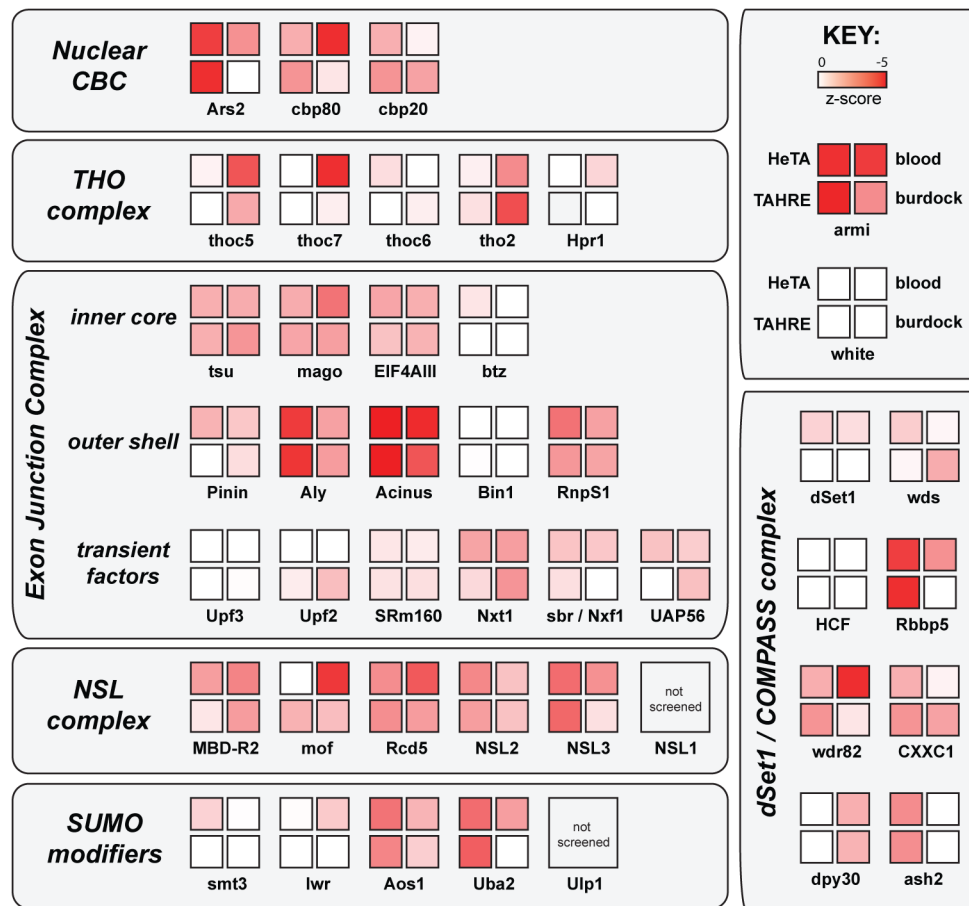 Nuclear
CBC
Ars2 cbp80 cbp20
THO
complex
thoc5 thoc7 thoc6 tho2 Hpr1
Exon Junction Complex
inner core
tsu mago EIF4AIII btz
outer shell
Pinin Aly Acinus Bin1 RnpS1
transient
factors
Upf3 Upf2 SRm160 Nxt1 sbr / Nxf1 UAP56
NSL
complex
not
screened
MBD-R2 mof Rcd5 NSL2 NSL3 NSL1
SUMO
modifiers
not
screened
smt3 lwr Aos1 Uba2 Ulp1
KEY:
0 -5
z-score
HeTA blood
TAHRE burdock
armi
HeTA blood
TAHRE burdock
white
dSet1 / COMPASS complex
dSet1 wds
HCF Rbbp5
wdr82 CXXC1
dpy30 ash2